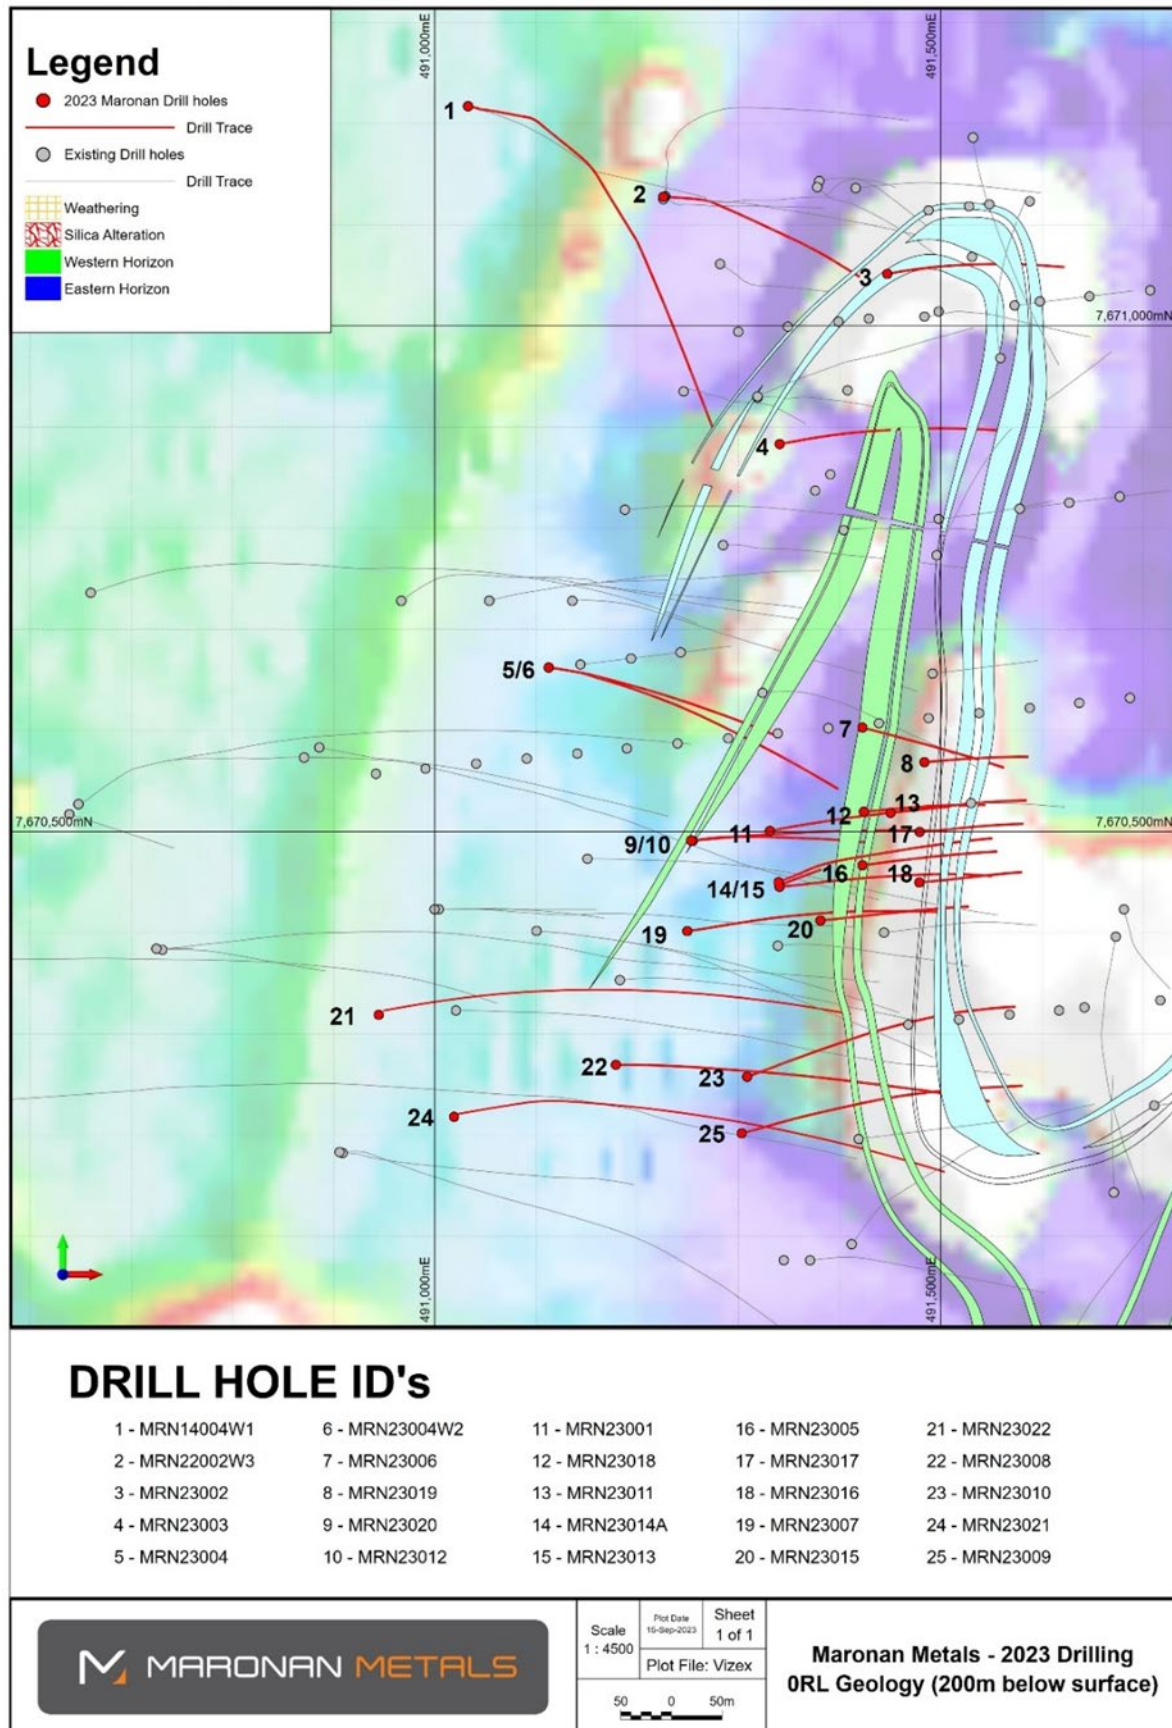 Legend
2023 Maronan Drill holes
Drill Trace
Existing Drill holes
Drill Trace
Weathering
Silica Alteration
Western Horizon
Eastern Horizon
491,000mE
491,500mE
1
2
3
7,671,000mN
4
5/6
7
8
13
12
7,670,500mN
11
17
7,670,500mN
9/10
16
18
14/15
19
20
21
22
23
24
25
491,000mE
491,500mE
DRILL HOLE ID's
1 - MRN14004W1 6 - MRN23004W2 11 - MRN23001 16 - MRN23005 21 - MRN23022
2 - MRN22002W3 7 - MRN23006 12 - MRN23018 17 - MRN23017 22 - MRN23008
3 - MRN23002 8 - MRN23019 13 - MRN23011 18 - MRN23016 23 - MRN23010
4 - MRN23003 9 - MRN23020 14 - MRN23014A 19 - MRN23007 24 - MRN23021
5 - MRN23004 10 - MRN23012 15 - MRN23013 20 - MRN23015 25 - MRN23009
MARONAN METALS
Scale
1 : 4500
Plot Date
15-Sep-2023
Sheet
1 of 1
Plot File: Vizex
50 0 50m
Maronan Metals - 2023 Drilling
0RL Geology (200m below surface)